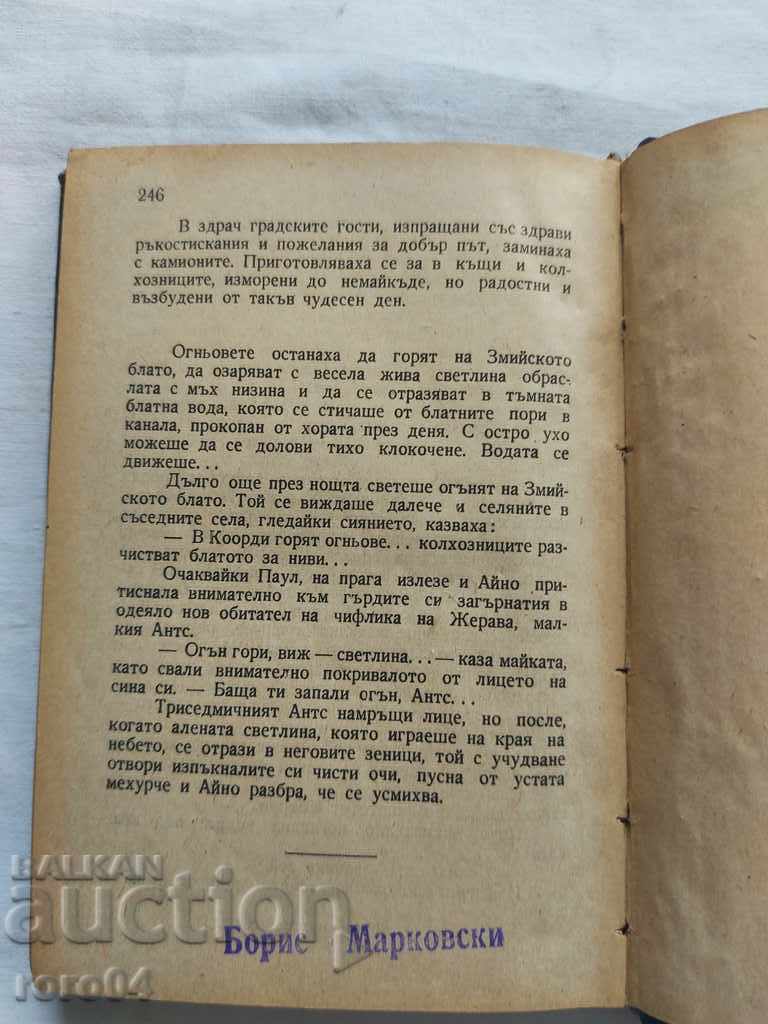 246
В здрач градските гости, изпращани със здрави
ръкостискания и пожелания за добър път, заминаха
с камионите. Приготовляваха се за в къщи и кол-
хозниците, изморени до немайкъде, но радостни и
възбудени от такъв чудесен ден.
Огньовете останаха да горят на Змийското
блато, да озаряват с весела жива светлина обрас-
лата с мъх низина и да се отразяват в тъмната
блатна вода, която се стичаше от блатните пори в
канала, прокопан от хората през деня. С остро ухо
можеше да се долови тихо клокочене. Водата се
движеше...
Дълго още през нощта светеше огънят на Змий-
ското блато. Той се виждаше далече и селяните в
съседните села, гледайки сиянието, казваха:
— В Коорди горят огньове... колхозниците раз-
чистват блатото за ниви...
Очаквайки Паул, на прага излезе и Айно при-
тиснала внимателно към гърдите си загърнатия в
одеяло нов обитател на чифлика на Жерава, мал-
кия Антс.
— Огън гори, виж — светлина... — каза майката,
като свали внимателно покривалото от лицето на
сина си. — Баща ти запали огън, Антс...
Триседмичният Антс намръщи лице, но после,
когато алената светлина, която играеше на края на
небето, се отрази в неговите зеници, той с учудване
отвори изпъкналите си чисти очи, пусна от устата
мехурче и Айно разбра, че се усмихва.
BALKAN
auction
Борис Марковски
roro04